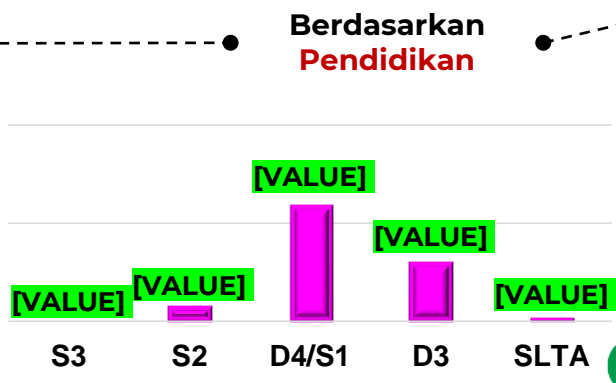 Berdasarkan
Pendidikan
[VALUE]
[VALUE]
[VALUE]
[VALUE]
[VALUE]
S3 S2 D4/S1 D3 SLTA